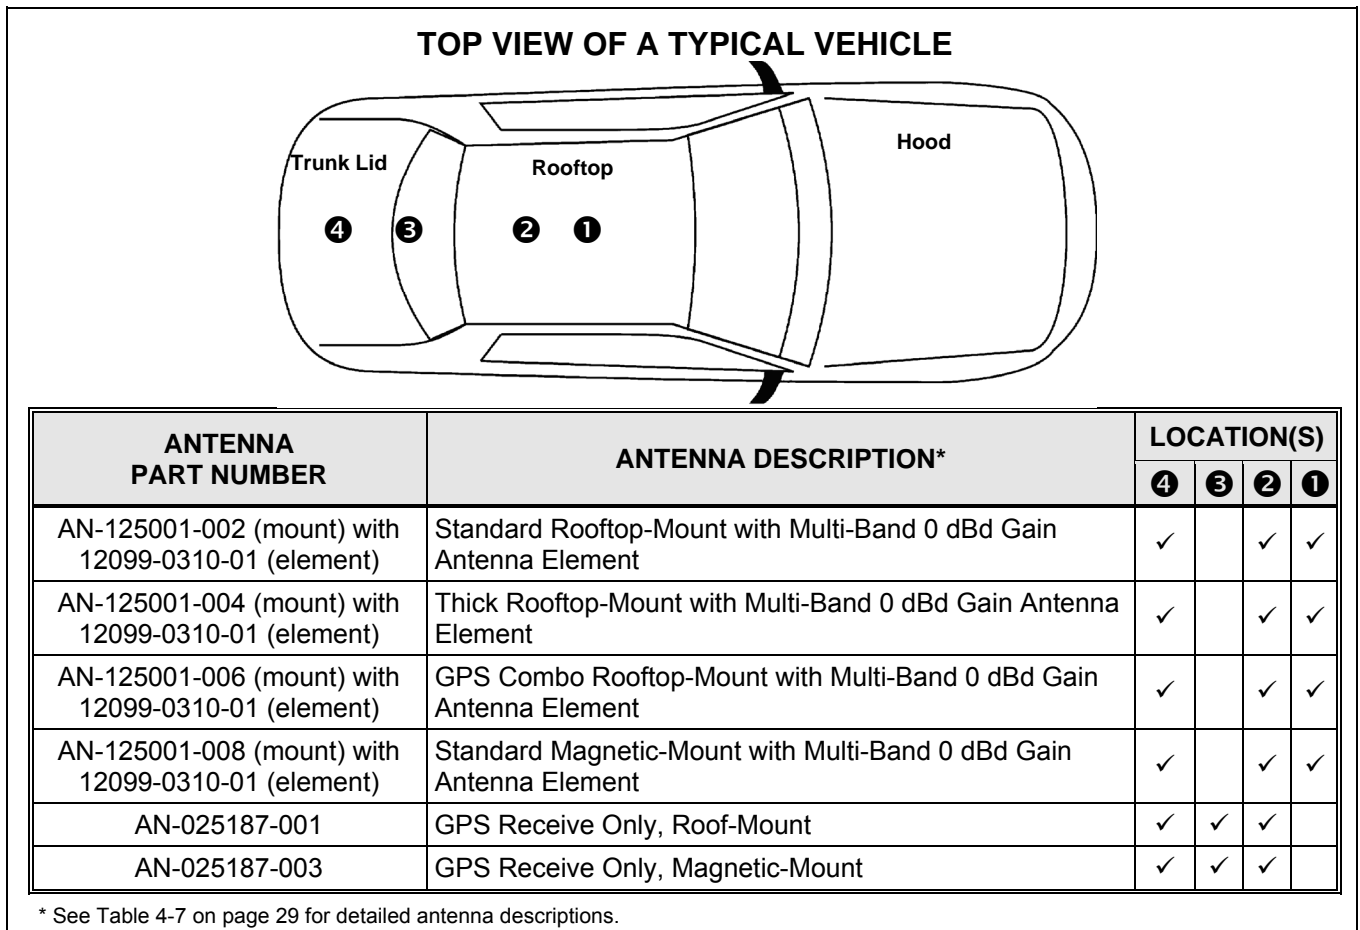 TOP VIEW OF A TYPICAL VEHICLE
Hood
Trunk Lid
Rooftop
❹ ❸ ❷ ❶
ANTENNA
PART NUMBER
ANTENNA DESCRIPTION*
LOCATION(S)
❹ ❸ ❷ ❶
AN-125001-002 (mount) with
12099-0310-01 (element)
Standard Rooftop-Mount with Multi-Band 0 dBd Gain
Antenna Element
✓ ✓ ✓
AN-125001-004 (mount) with
12099-0310-01 (element)
Thick Rooftop-Mount with Multi-Band 0 dBd Gain Antenna
Element
✓ ✓ ✓
AN-125001-006 (mount) with
12099-0310-01 (element)
GPS Combo Rooftop-Mount with Multi-Band 0 dBd Gain
Antenna Element
✓ ✓ ✓
AN-125001-008 (mount) with
12099-0310-01 (element)
Standard Magnetic-Mount with Multi-Band 0 dBd Gain
Antenna Element
✓ ✓ ✓
AN-025187-001
GPS Receive Only, Roof-Mount
✓ ✓ ✓
AN-025187-003
GPS Receive Only, Magnetic-Mount
✓ ✓ ✓
* See Table 4-7 on page 29 for detailed antenna descriptions.